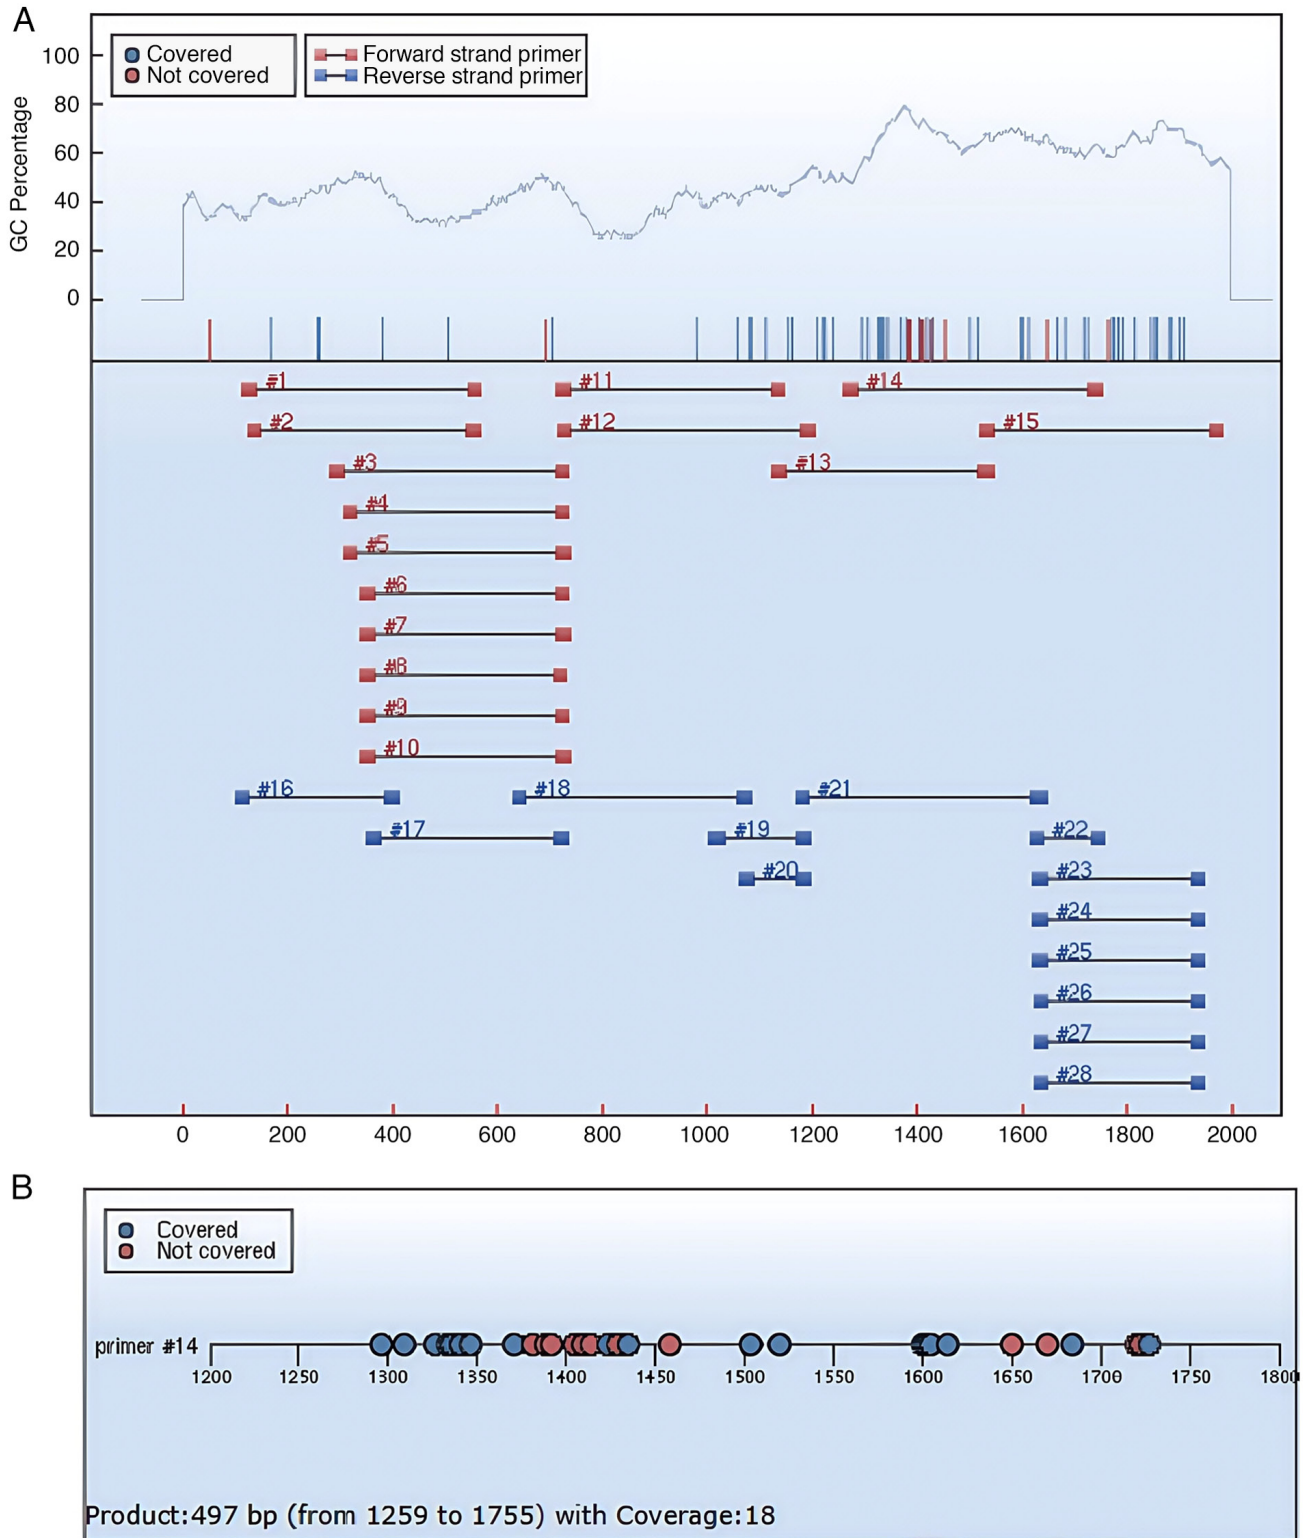 A
GC Percentage
100
80
60
40
20
0
Covered
Not covered
Forward strand primer
Reverse strand primer
#1 #11 #14
#2 #12 #15
#3 #13
#4
#5
#6
#7
#8
#9
#10
#16 #18 #21
#17 #19 #22
#20 #23
#24
#25
#26
#27
#28
0 200 400 600 800 1000 1200 1400 1600 1800 2000
B
Covered
Not covered
primer #14
1200 1250 1300 1350 1400 1450 1500 1550 1600 1650 1700 1750 1800
Product:497 bp (from 1259 to 1755) with Coverage:18